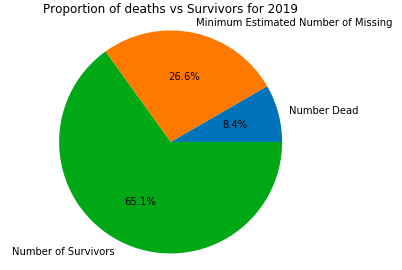 Proportion of deaths vs Survivors for 2019
Minimum Estimated Number of Missing
26.6%
Number Dead
8.4%
65.1%
Number of Survivors